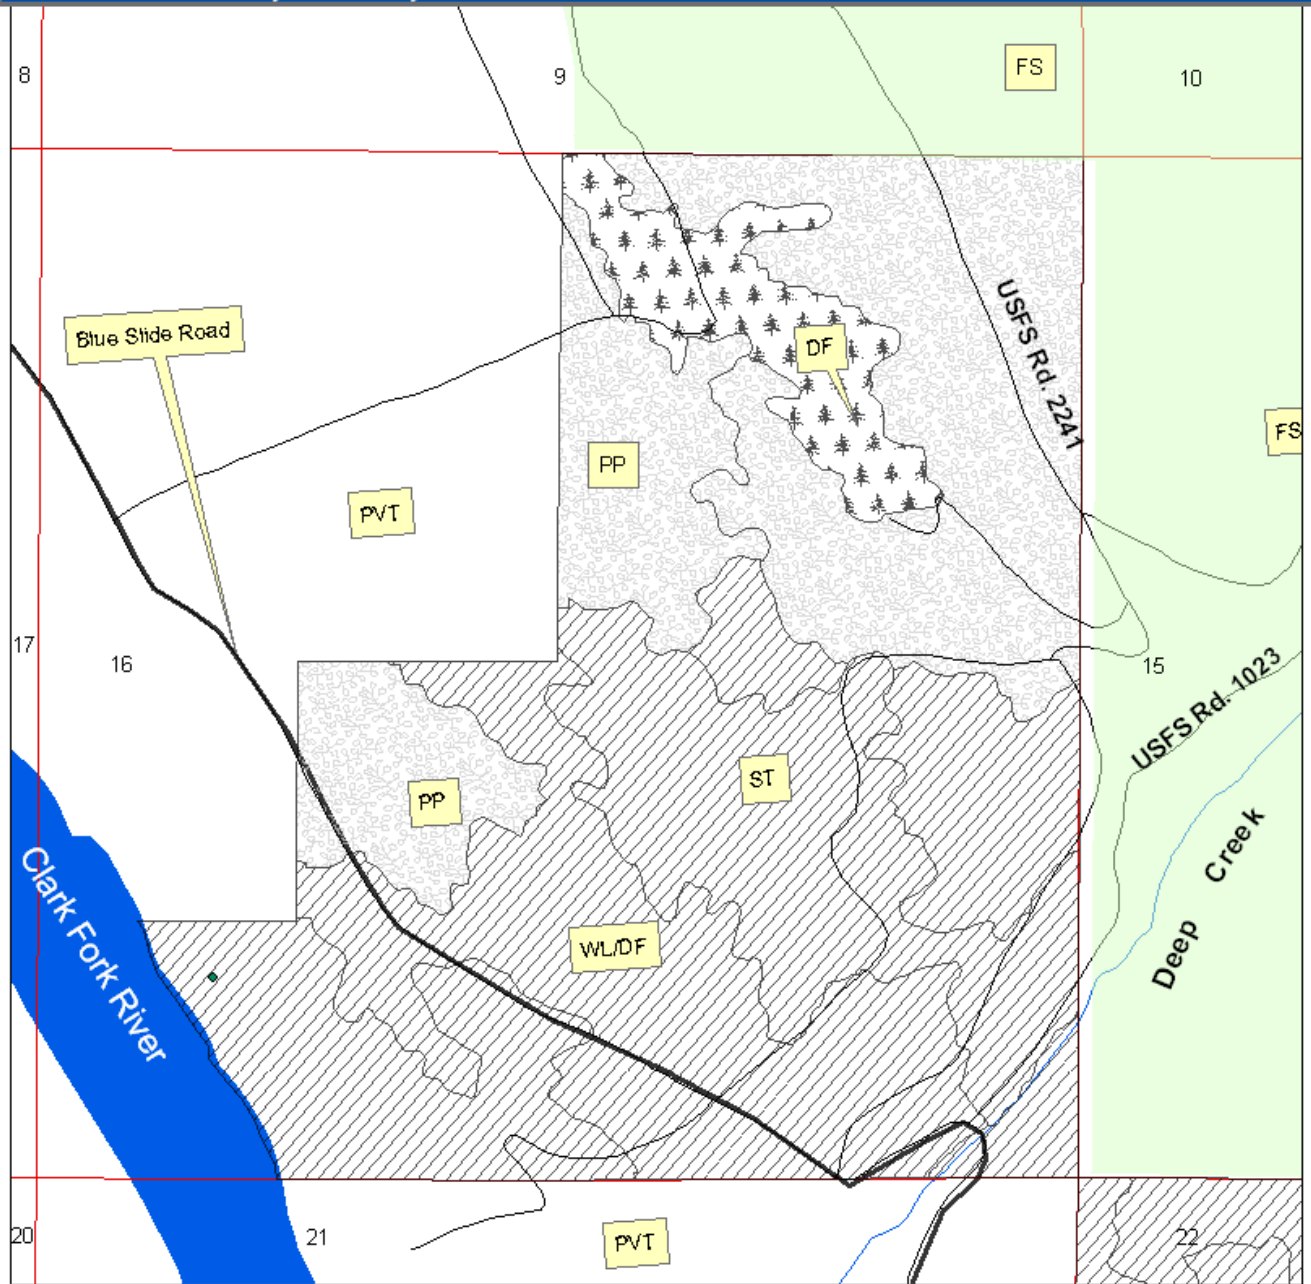 8
9
FS
10
Blue Slide Road
DF
USFS Rd. 2241
FS
PP
PVT
17
16
15
USFS Rd. 1023
ST
PP
Creek
Clark Fork River
WL/DF
Deep
20
21
PVT
22